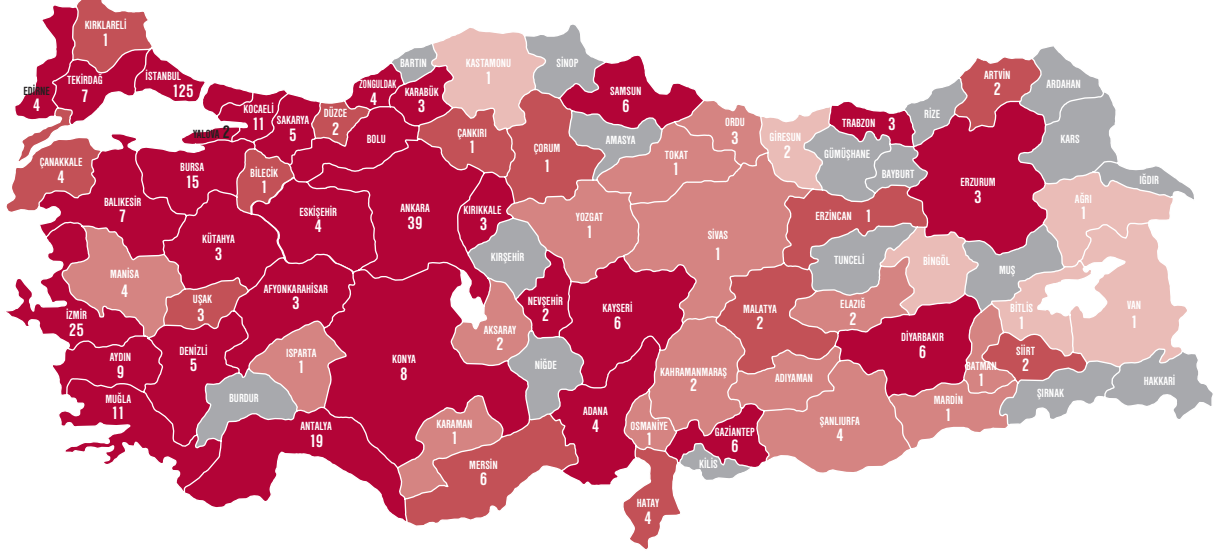 KIRKLARELİ
1
EDİRNE
4
TEKİRDAĞ
7
İSTANBUL
125
KOCAELİ
11
YALOVA 2
SAKARYA
5
DÜZCE
2
ZONGULDAK
4
BARTIN
KARABÜK
3
KASTAMONU
1
SİNOP
BOLU
ÇANKIRI
1
ÇORUM
1
SAMSUN
6
AMASYA
TOKAT
1
ORDU
3
GİRESUN
2
TRABZON 3
GÜMÜŞHANE
BAYBURT
RİZE
ARTVİN
2
ARDAHAN
KARS
IĞDIR
ERZURUM
3
AĞRI
1
ÇANAKKALE
4
BALIKESİR
7
BURSA
15
BİLECİK
1
ESKİŞEHİR
4
ANKARA
39
KIRIKKALE
3
YOZGAT
1
SİVAS
1
ERZİNCAN 1
TUNCELİ
BİNGÖL
MUŞ
KÜTAHYA
3
MANİSA
4
UŞAK
3
AFYONKARAHİSAR
3
KIRŞEHİR
NEVŞEHİR
2
KAYSERİ
6
MALATYA
2
ELAZIĞ
2
DİYARBAKIR
6
BİTLİS
1
VAN
1
İZMİR
25
AYDIN
9
DENİZLİ
5
ISPARTA
1
BURDUR
KONYA
8
AKSARAY
2
NİĞDE
KAHRAMANMARAŞ
2
ADIYAMAN
BATMAN
1
SİİRT
2
ŞIRNAK
HAKKARİ
MUĞLA
11
ANTALYA
19
KARAMAN
1
MERSİN
6
ADANA
4
OSMANİYE
1
GAZİANTEP
6
KİLİS
ŞANLIURFA
4
MARDİN
1
HATAY
4